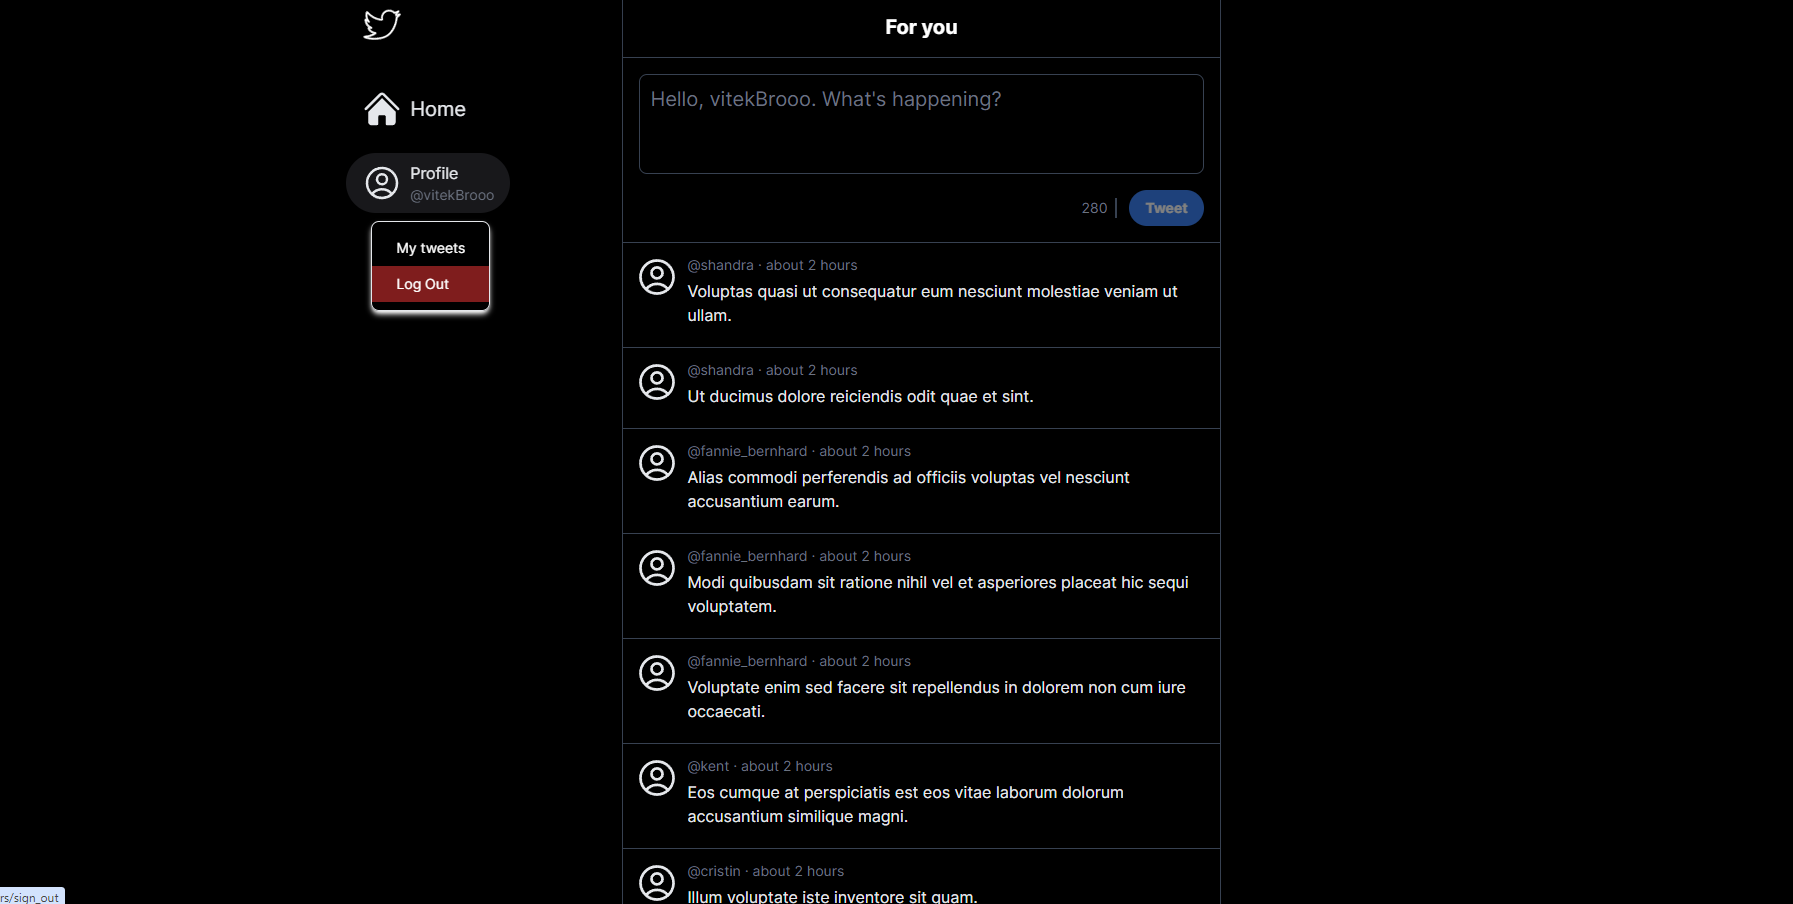 For you
Home
Profile
@vitekBrooo
My tweets
Log Out
Hello, vitekBrooo. What's happening?
280
Tweet
@shandra · about 2 hours
Voluptas quasi ut consequatur eum nesciunt molestiae veniam ut
ullam.
@shandra · about 2 hours
Ut ducimus dolore reiciendis odit quae et sint.
@fannie_bernhard · about 2 hours
Alias commodi perferendis ad officiis voluptas vel nesciunt
accusantium earum.
@fannie_bernhard · about 2 hours
Modi quibusdam sit ratione nihil vel et asperiores placeat hic sequi
voluptatem.
@fannie_bernhard · about 2 hours
Voluptate enim sed facere sit repellendus in dolorem non cum iure
occaecati.
@kent · about 2 hours
Eos cumque at perspiciatis est eos vitae laborum dolorum
accusantium similique magni.
@cristin · about 2 hours
Illum voluptate iste inventore sit quam.
rs/sign_out